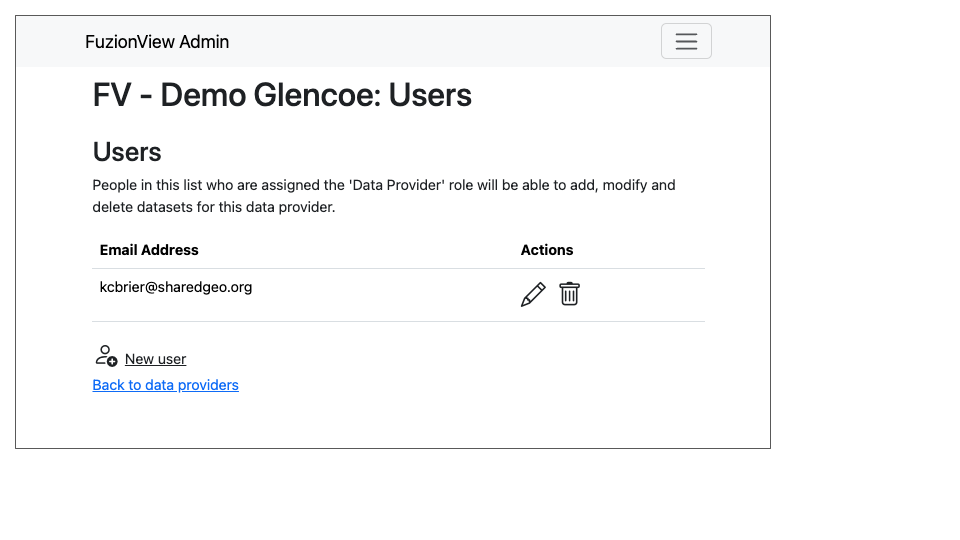 FuzionView Admin
FV - Demo Glencoe: Users
Users
People in this list who are assigned the 'Data Provider' role will be able to add, modify and
delete datasets for this data provider.
Email Address Actions
kcbrier@sharedgeo.org
New user
Back to data providers